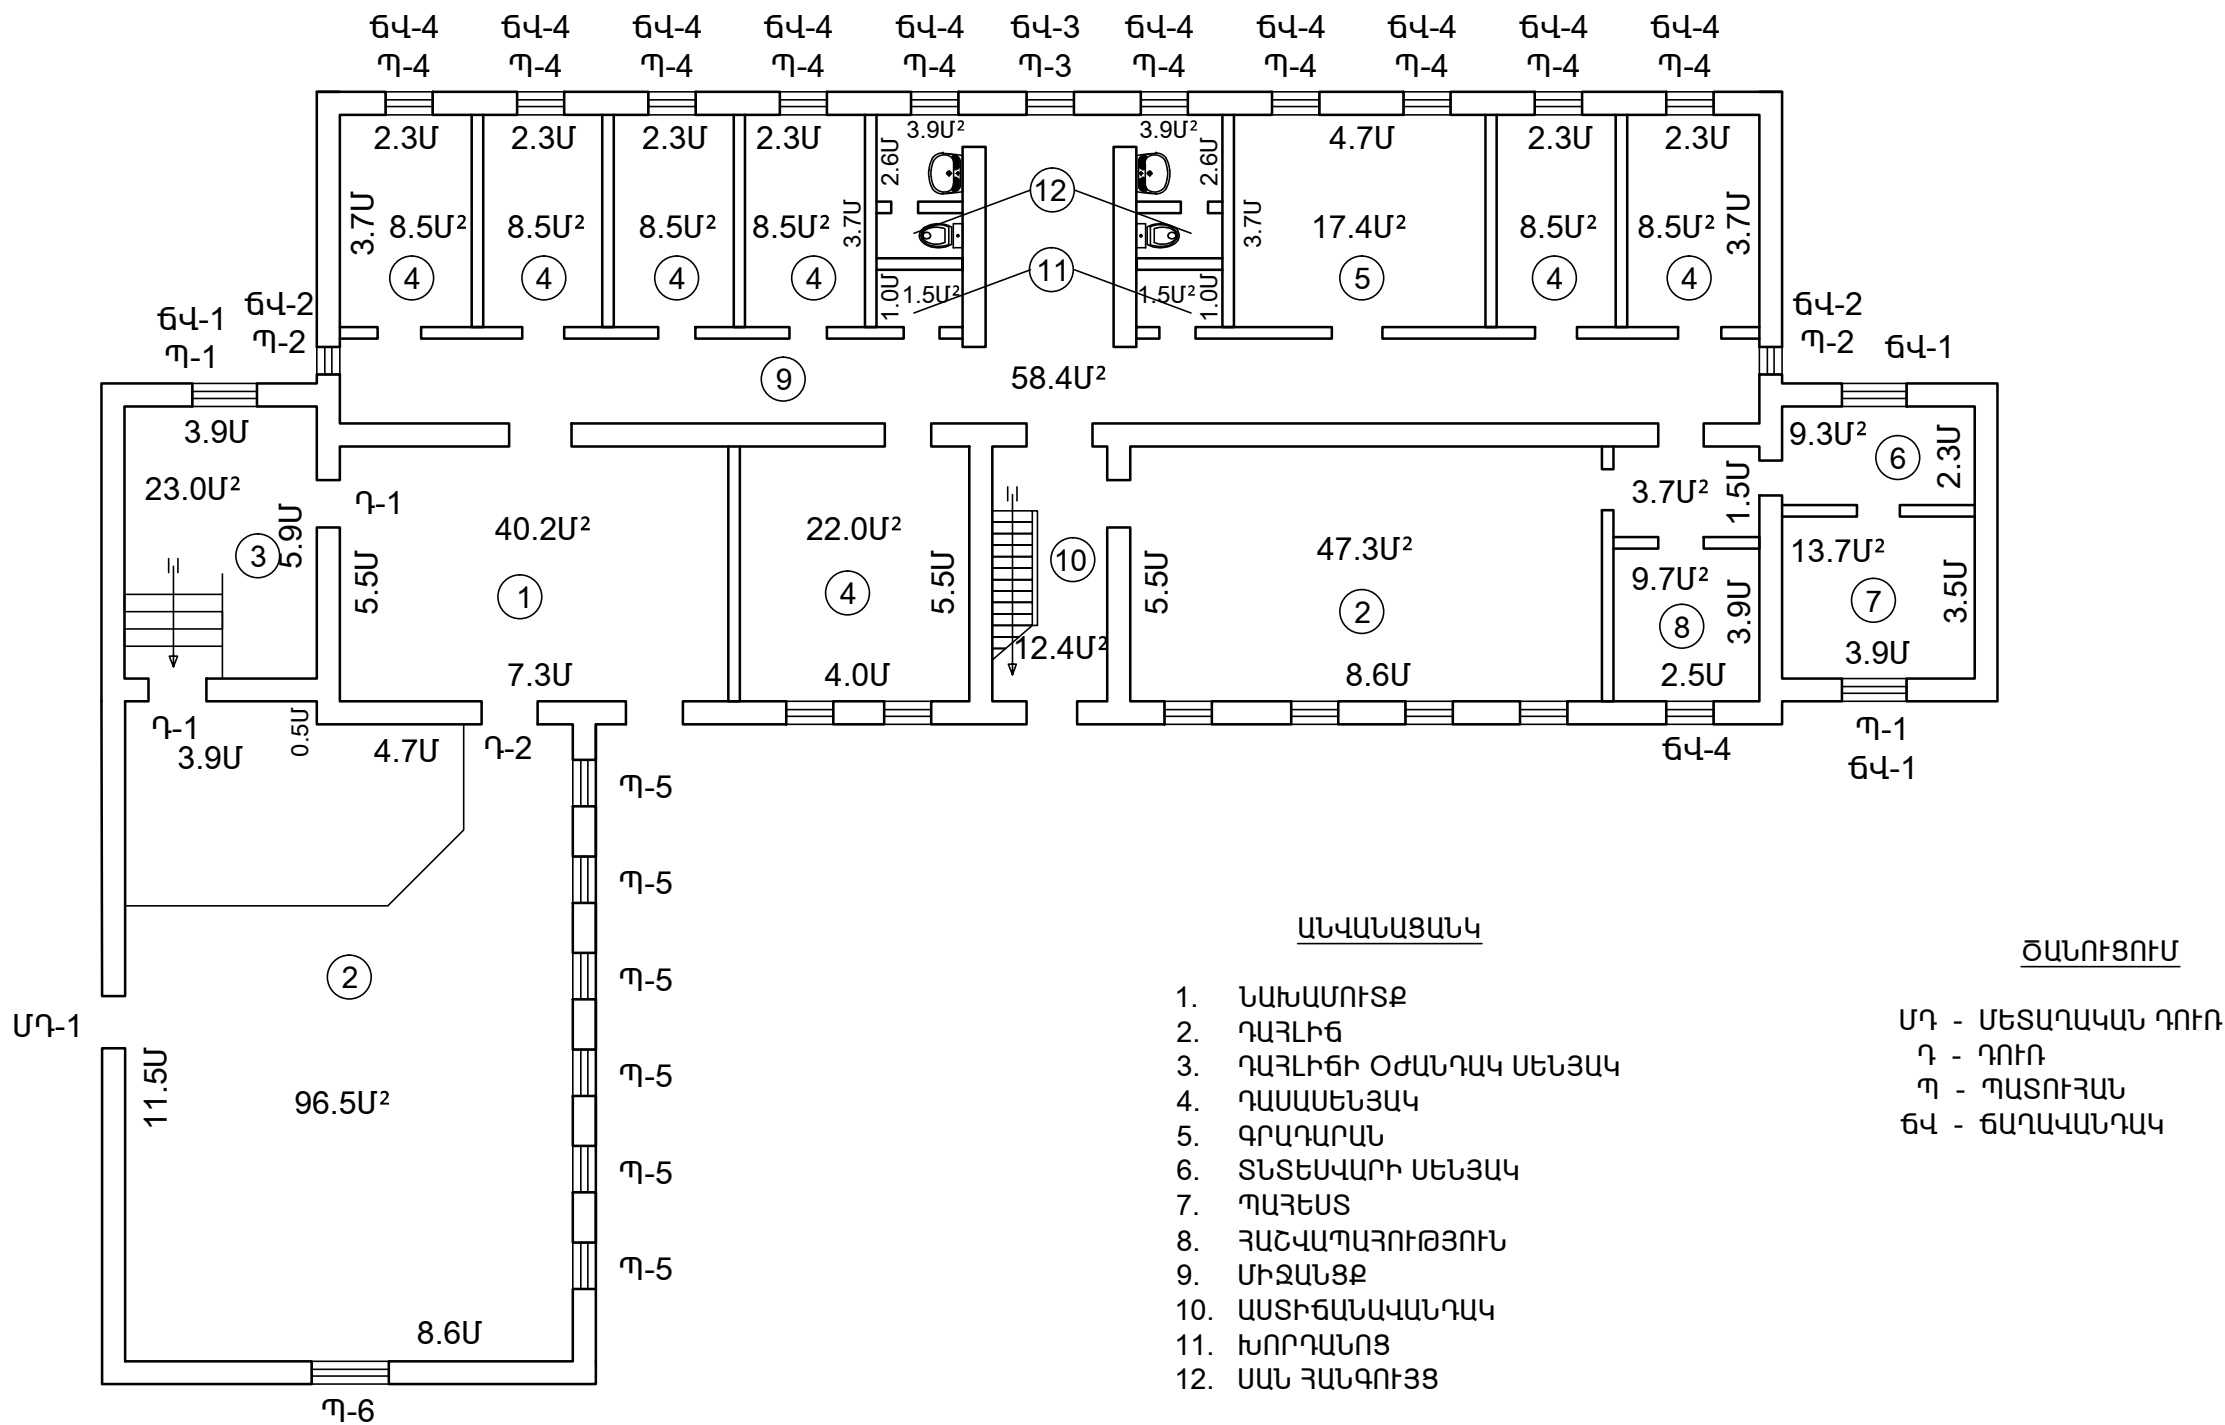 ՃՎ-4 ՃՎ-4 ՃՎ-4 ՃՎ-4 ՃՎ-4 ՃՎ-3 ՃՎ-4 ՃՎ-4 ՃՎ-4 ՃՎ-4 ՃՎ-4
Պ-4 Պ-4 Պ-4 Պ-4 Պ-4 Պ-3 Պ-4 Պ-4 Պ-4 Պ-4 Պ-4
2.3Մ 2.3Մ 2.3Մ 2.3Մ 3.9Մ² 3.9Մ² 4.7Մ 2.3Մ 2.3Մ
2.6Մ 2.6Մ
12
3.7Մ 8.5Մ² 8.5Մ² 8.5Մ² 8.5Մ² 3.7Մ 3.7Մ 17.4Մ² 8.5Մ² 8.5Մ² 3.7Մ
4 4 4 4 11 5 4 4
1.0Մ 1.5Մ² 1.5Մ² 1.0Մ
ՃՎ-2 ՃՎ-2
Պ-2 Պ-2
ՃՎ-1 ՃՎ-1
Պ-1
9 58.4Մ²
3.9Մ 9.3Մ² 6 2.3Մ
23.0Մ² Դ-1 3.7Մ² 1.5Մ
3 5.9Մ 40.2Մ² 22.0Մ² 10 47.3Մ² 13.7Մ²
5.5Մ 1 4 5.5Մ 5.5Մ 2 9.7Մ² 8 3.9Մ 7 3.5Մ
12.4Մ²
7.3Մ 4.0Մ 8.6Մ 2.5Մ 3.9Մ
Դ-1 0.5Մ Դ-2 ՃՎ-4 Պ-1
3.9Մ 4.7Մ ՃՎ-1
Պ-5
Պ-5
2 Պ-5
ՄԴ-1
11.5Մ 96.5Մ² Պ-5
Պ-5
Պ-5
8.6Մ
Պ-6
ԱՆՎԱՆԱՑԱՆԿ
1. ՆԱԽԱՄՈՒՏՔ
2. ԴԱՀԼԻՃ
3. ԴԱՀԼԻՃԻ ՕԺԱՆԴԱԿ ՍԵՆՅԱԿ
4. ԴԱՍԱՍԵՆՅԱԿ
5. ԳՐԱԴԱՐԱՆ
6. ՏՆՏԵՍՎԱՐԻ ՍԵՆՅԱԿ
7. ՊԱՀԵՍՏ
8. ՀԱՇՎԱՊԱՀՈՒԹՅՈՒՆ
9. ՄԻՋԱՆՑՔ
10. ԱՍՏԻՃԱՆԱՎԱՆԴԱԿ
11. ԽՈՐԴԱՆՈՑ
12. ՍԱՆ ՀԱՆԳՈՒՅՑ
ԾԱՆՈՒՑՈՒՄ
ՄԴ - ՄԵՏԱՂԱԿԱՆ ԴՈՒՌ
Դ - ԴՈՒՌ
Պ - ՊԱՏՈՒՀԱՆ
ՃՎ - ՃԱՂԱՎԱՆԴԱԿ